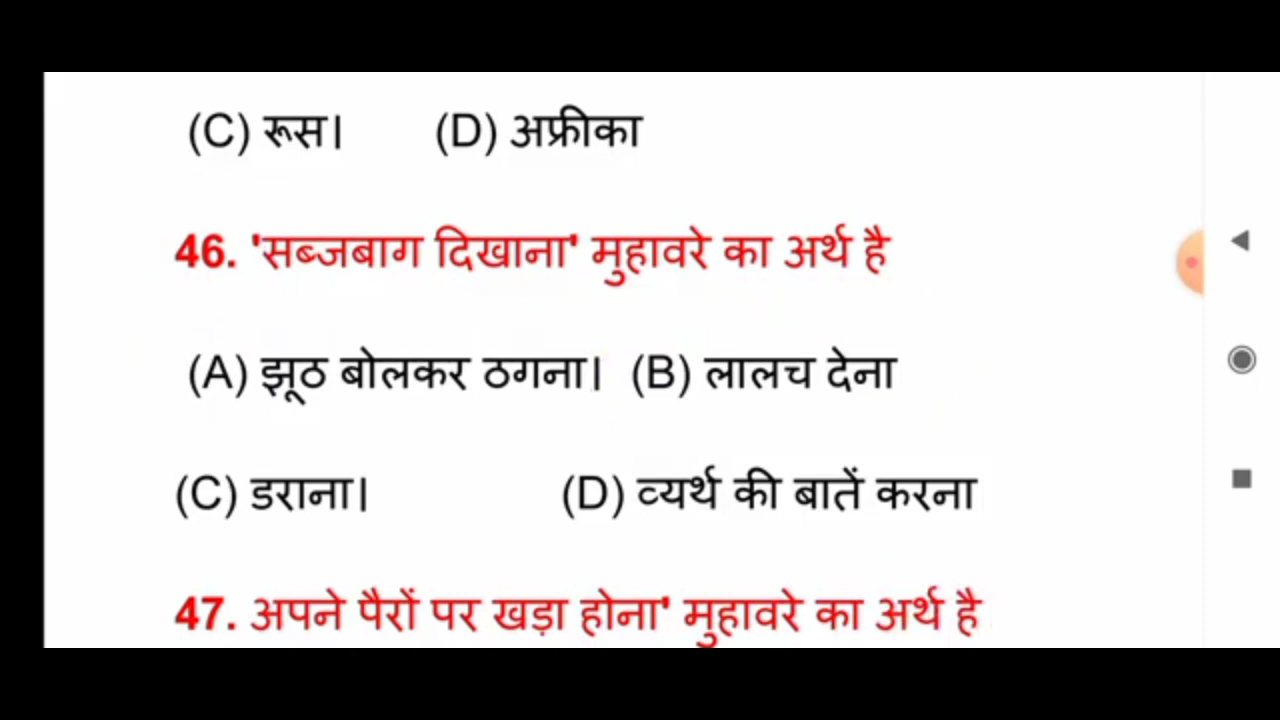 (C) रूस। (D) अफ्रीका
46. 'सब्जबाग दिखाना' मुहावरे का अर्थ है
(A) झूठ बोलकर ठगना। (B) लालच देना
(C) डराना। (D) व्यर्थ की बातें करना
47. अपने पैरों पर खड़ा होना' मुहावरे का अर्थ है